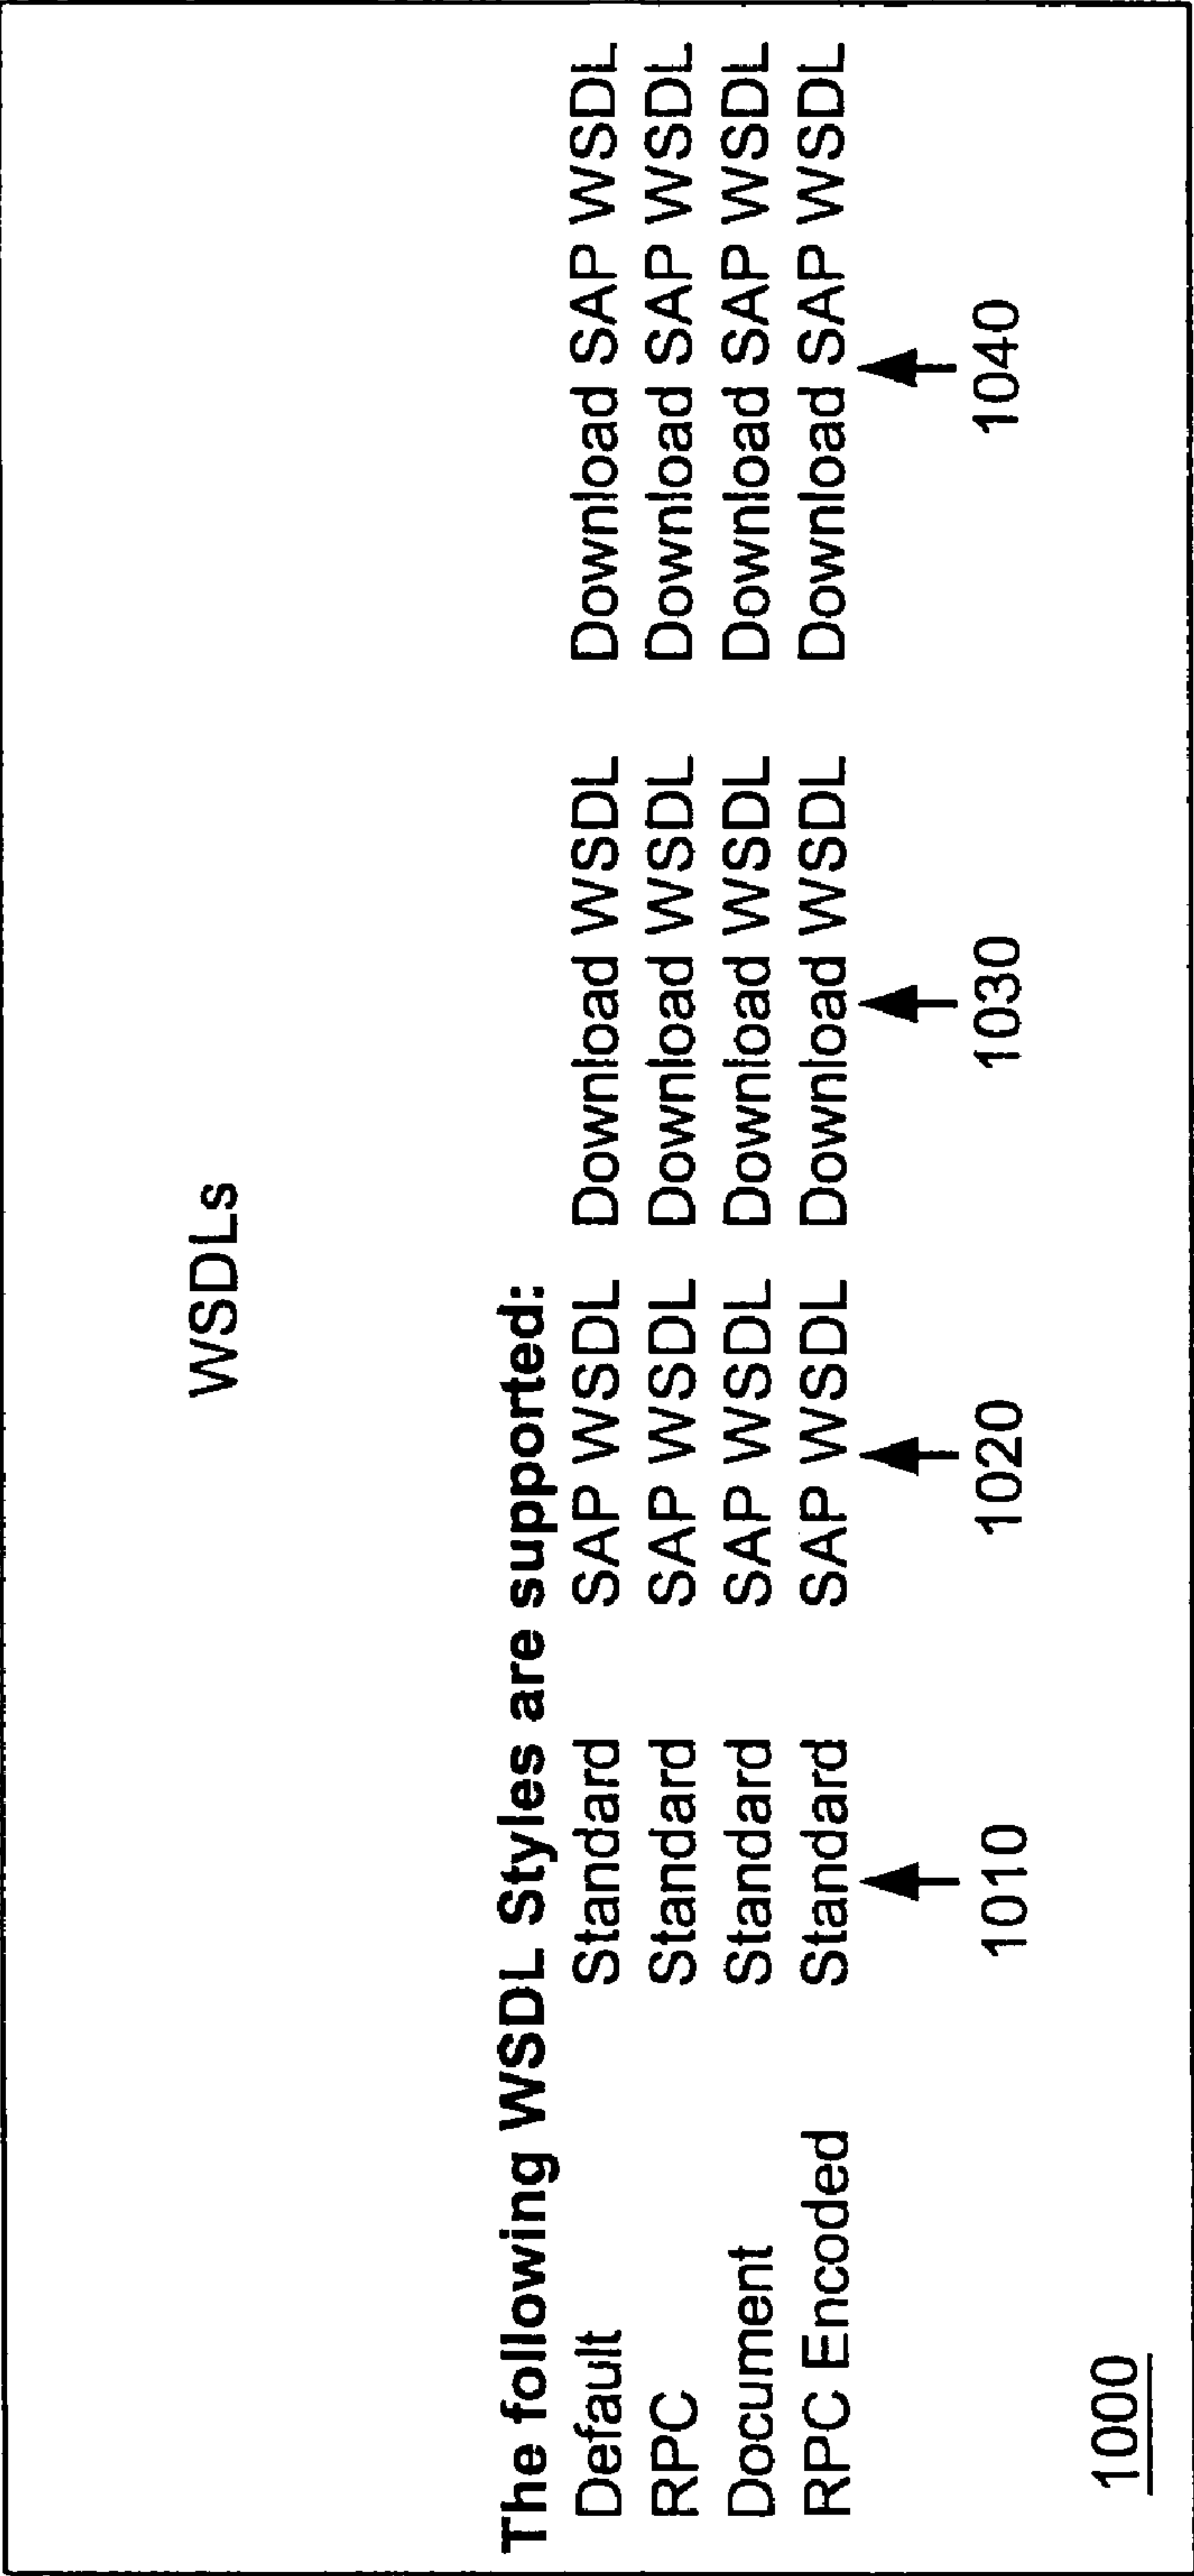 WSDLs
The following WSDL Styles are supported:
Default Standard SAP WSDL Download WSDL Download SAP WSDL
RPC Standard SAP WSDL Download WSDL Download SAP WSDL
Document Standard SAP WSDL Download WSDL Download SAP WSDL
RPC Encoded Standard SAP WSDL Download WSDL Download SAP WSDL
1010 1020 1030 1040
1000